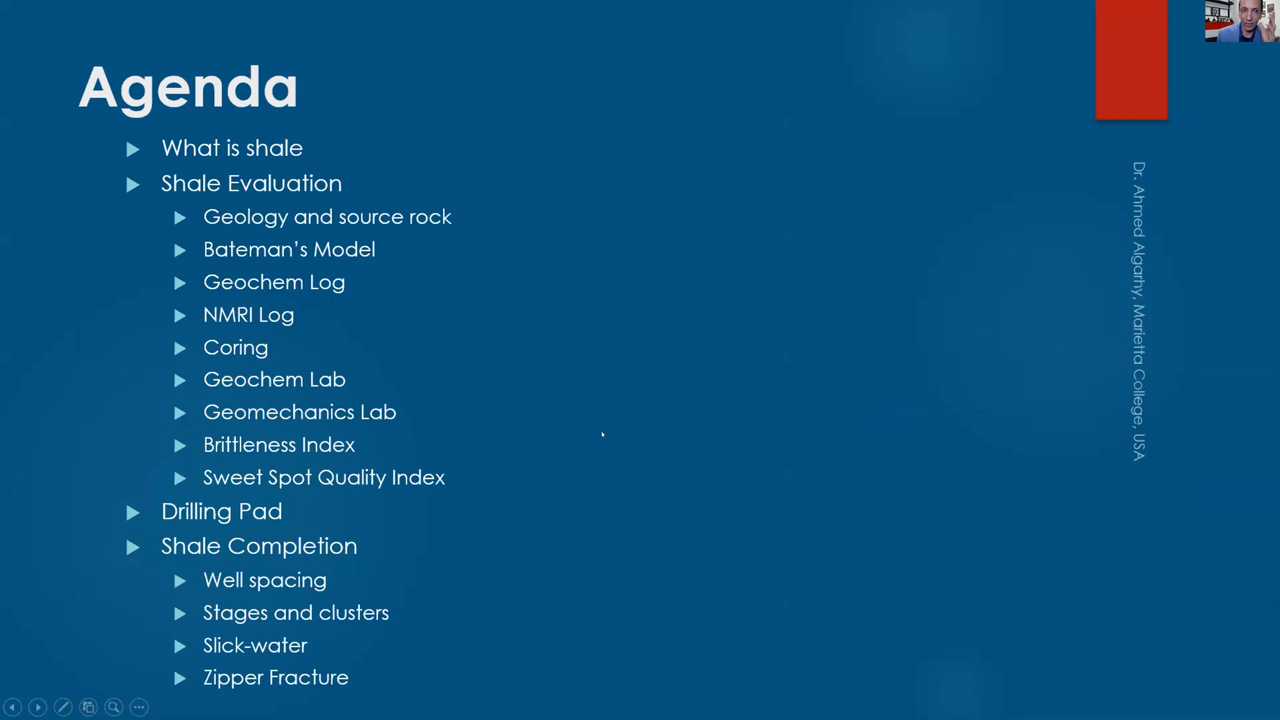 Agenda
What is shale
Shale Evaluation
Geology and source rock
Bateman’s Model
Geochem Log
NMRI Log
Coring
Geochem Lab
Geomechanics Lab
Brittleness Index
Sweet Spot Quality Index
Drilling Pad
Shale Completion
Well spacing
Stages and clusters
Slick-water
Zipper Fracture
Dr. Ahmed Algarhy, Marietta College, USA